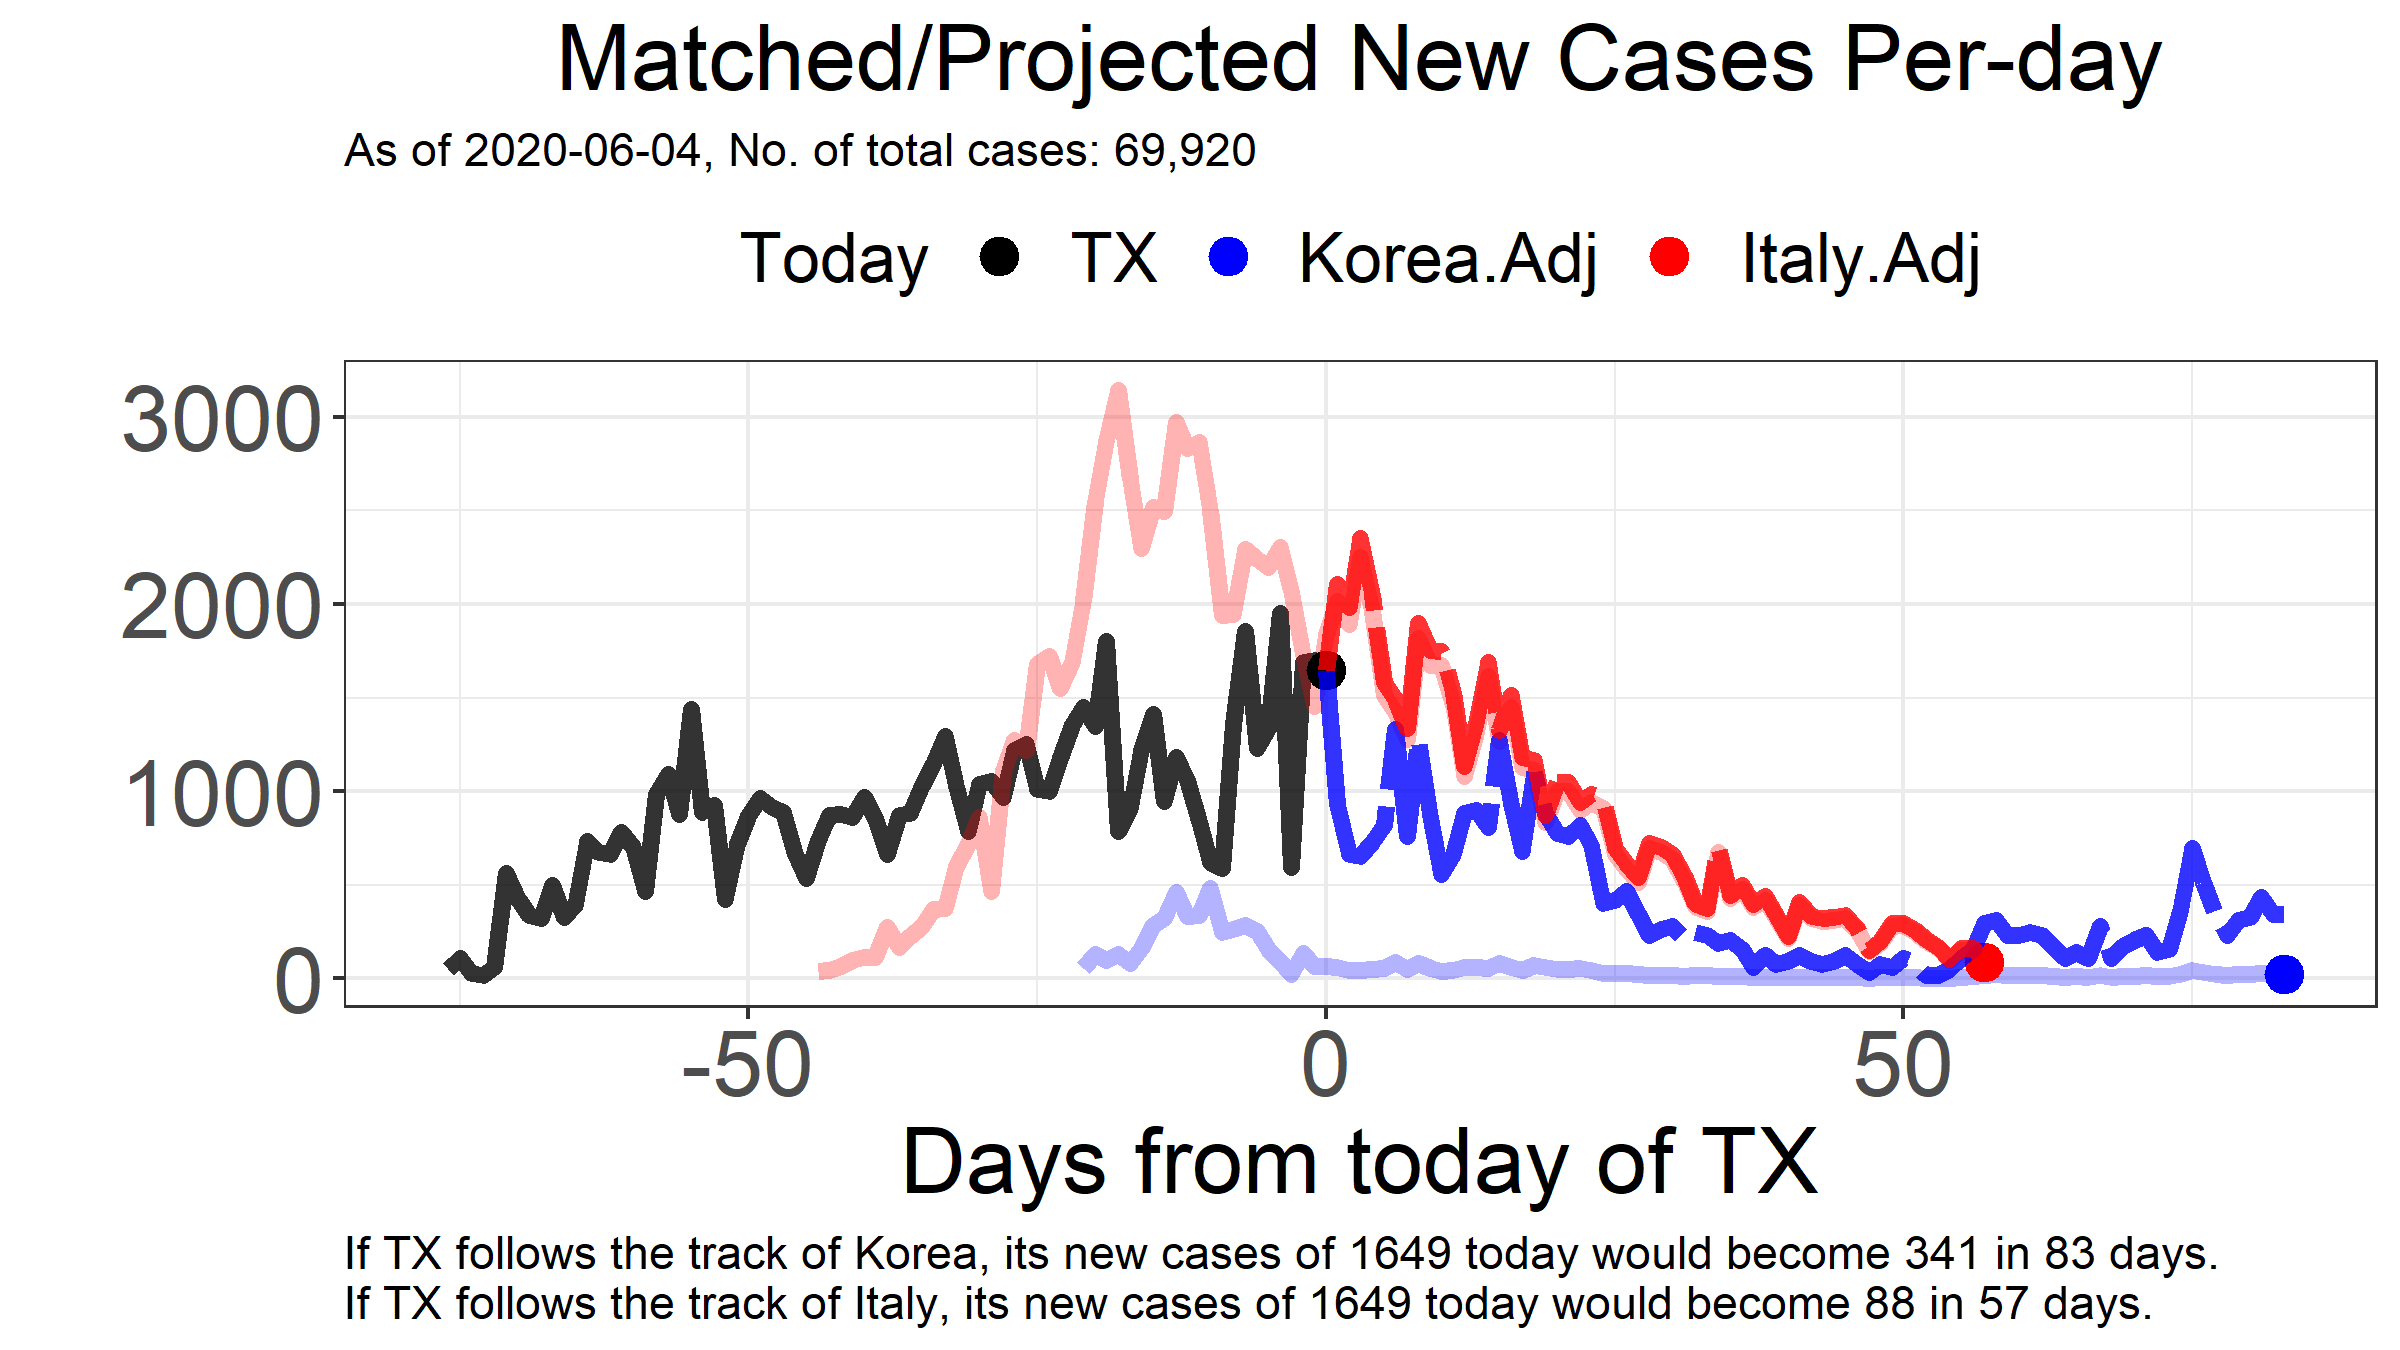 Matched/Projected New Cases Per-day
As of 2020-06-04, No. of total cases: 69,920
Today TX Korea.Adj Italy.Adj
3000
2000
1000
0
-50 0 50
Days from today of TX
If TX follows the track of Korea, its new cases of 1649 today would become 341 in 83 days.
If TX follows the track of Italy, its new cases of 1649 today would become 88 in 57 days.